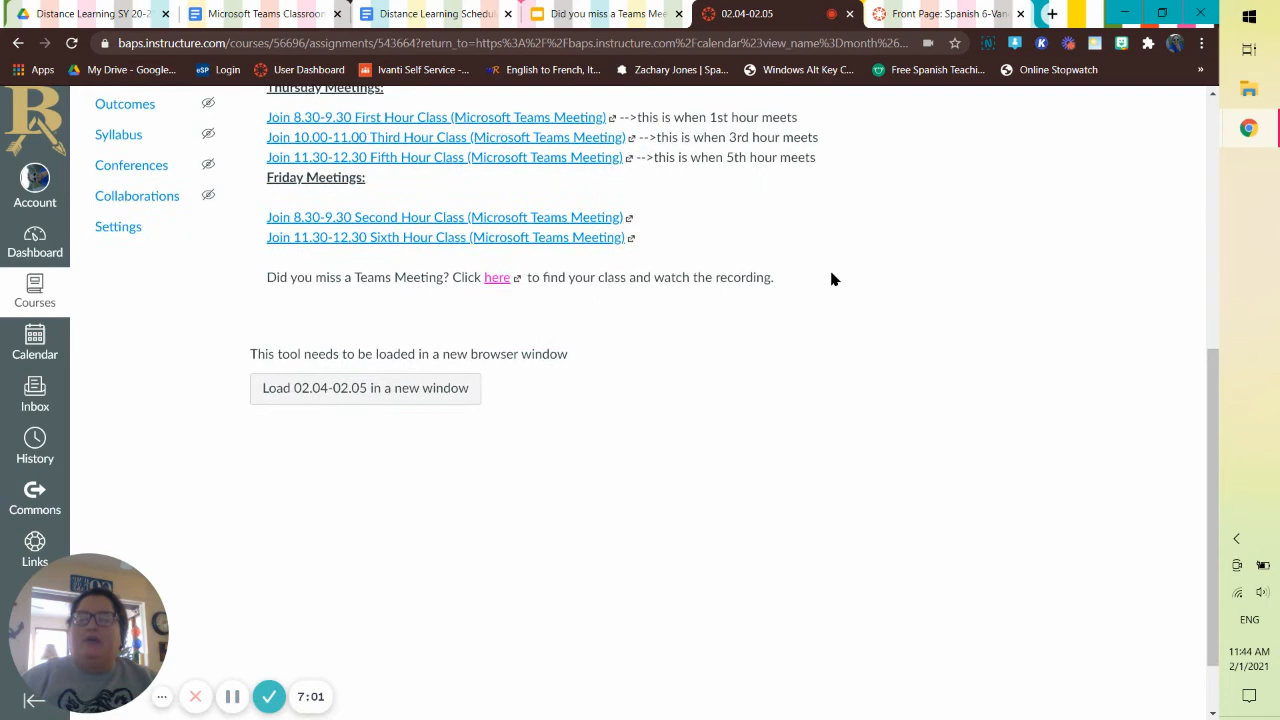 Distance Learning SY 20-2
Microsoft Teams Classroom
Distance Learning Schedul
Did you miss a Teams Mee
02.04-02.05
Front Page: Spanish 6-Van
baps.instructure.com/courses/56696/assignments/543664?return_to=https%3A%2F%2Fbaps.instructure.com%2Fcalendar%23view_name%3Dmonth%26...
Apps
My Drive - Google...
eSP Login
User Dashboard
Ivanti Self Service -...
English to French, It...
Zachary Jones | Spa...
Windows Alt Key C...
Free Spanish Teachi...
Online Stopwatch
»
Account
Dashboard
Courses
Calendar
Inbox
History
Commons
Links
Outcomes
Syllabus
Conferences
Collaborations
Settings
Thursday Meetings:
Join 8.30-9.30 First Hour Class (Microsoft Teams Meeting) -->this is when 1st hour meets
Join 10.00-11.00 Third Hour Class (Microsoft Teams Meeting) -->this is when 3rd hour meets
Join 11.30-12.30 Fifth Hour Class (Microsoft Teams Meeting) -->this is when 5th hour meets
Friday Meetings:
Join 8.30-9.30 Second Hour Class (Microsoft Teams Meeting)
Join 11.30-12.30 Sixth Hour Class (Microsoft Teams Meeting)
Did you miss a Teams Meeting? Click here to find your class and watch the recording.
This tool needs to be loaded in a new browser window
Load 02.04-02.05 in a new window
7:01
ENG
11:44 AM
2/1/2021